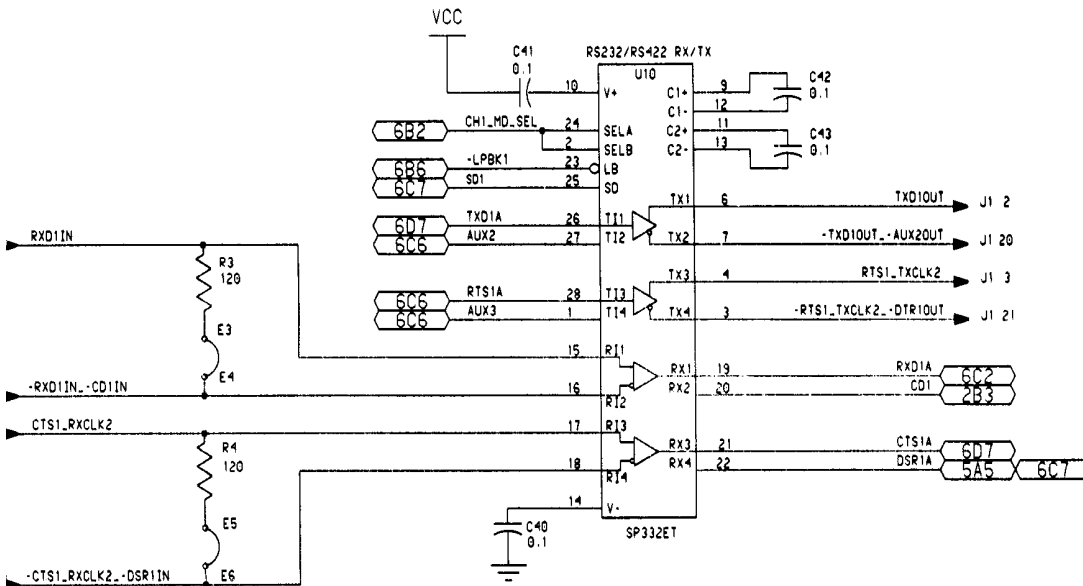 VCC
C41
0.1
RS232/RS422 RX/TX
U10
10 V+
C1+ 9
C42
0.1
C1- 12
6B2 CH1_MD_SEL 24 SELA
C2+ 11
C43
0.1
2 SELB
C2- 13
6B6 -LPBK1 23 LB
6C7 SD1 25 SD
TX1 6 TXD1OUT J1 2
6D7 TXD1A 26 TI1
RXD1IN
6C6 AUX2 27 TI2
TX2 7 -TXD1OUT_-AUX2OUT J1 20
R3
120
TX3 4 RTS1_TXCLK2 J1 3
6C6 RTS1A 28 TI3
6C6 AUX3 1 TI4
TX4 3 -RTS1_TXCLK2_-DTR1OUT J1 21
E3
15 RI1
E4
RX1 19 RXD1A 6C2
-RXD1IN_-CD1IN
16 RI2
RX2 20 CD1 2B3
CTS1_RXCLK2
17 RI3
R4
120
RX3 21 CTS1A 6D7
18 RI4
RX4 22 DSR1A 5A5 6C7
14 V-
E5
C40
0.1
SP332ET
E6
-CTS1_RXCLK2_-DSR1IN